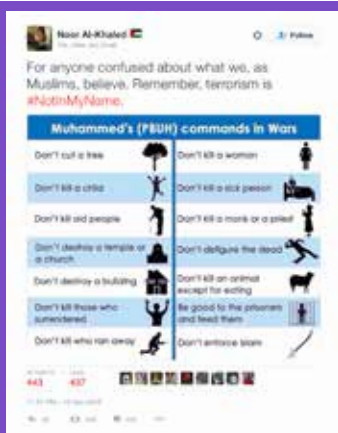 Noor Al-Khaled
Follow
For anyone confused about what we, as
Muslims, believe. Remember, terrorism is
#NotInMyName.
Muhammed's (PBUH) commands in Wars
Don't cut a tree
Don't kill a woman
Don't kill a child
Don't kill a sick person
Don't kill old people
Don't kill a monk or a priest
Don't destroy a temple or
a church
Don't disfigure the dead
Don't destroy a building
Don't kill an animal
except for eating
Don't kill those who
surrendered
Be good to the prisoners
and feed them
Don't kill who ran away
Don't enforce Islam
443
437